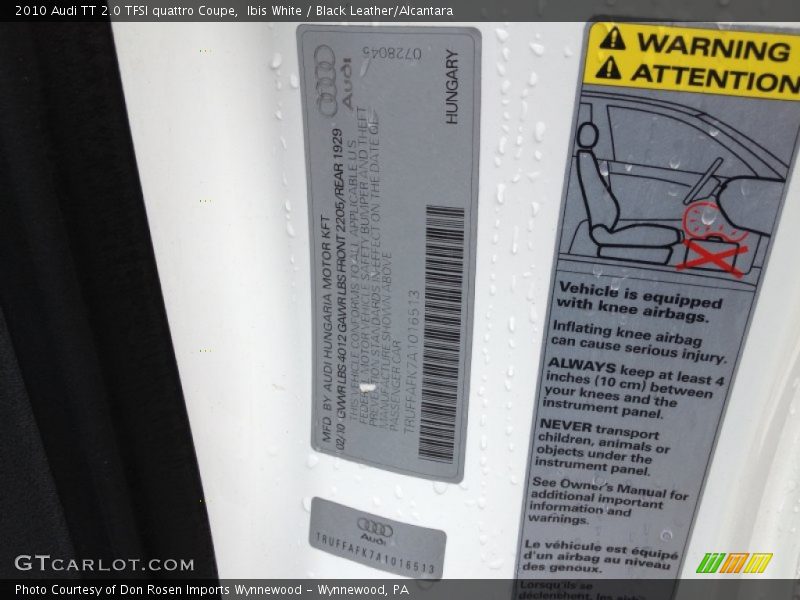 2010 Audi TT 2.0 TFSI quattro Coupe, Ibis White / Black Leather/Alcantara
Audi
0728045
HUNGARY
MFD. BY AUDI HUNGARIA MOTOR KFT
02/10 GVWR LBS 4012 GAWR LBS FRONT 2205/REAR 1929
THIS VEHICLE CONFORMS TO ALL APPLICABLE U.S.
FEDERAL MOTOR VEHICLE SAFETY BUMPER AND THEFT
PREVENTION STANDARDS IN EFFECT ON THE DATE OF
MANUFACTURE SHOWN ABOVE
PASSENGER CAR
TRUFFAFK7A1016513
Audi
TRUFFAFK7A1016513
WARNING
ATTENTION
Vehicle is equipped
with knee airbags.
Inflating knee airbag
can cause serious injury.
ALWAYS keep at least 4
inches (10 cm) between
your knees and the
instrument panel.
NEVER transport
children, animals or
objects under the
instrument panel.
See Owner's Manual for
additional important
information and
warnings.
Le véhicule est équipé
d'un airbag au niveau
des genoux.
Lorsqu'ils se
GTCARLOT.COM
Photo Courtesy of Don Rosen Imports Wynnewood – Wynnewood, PA